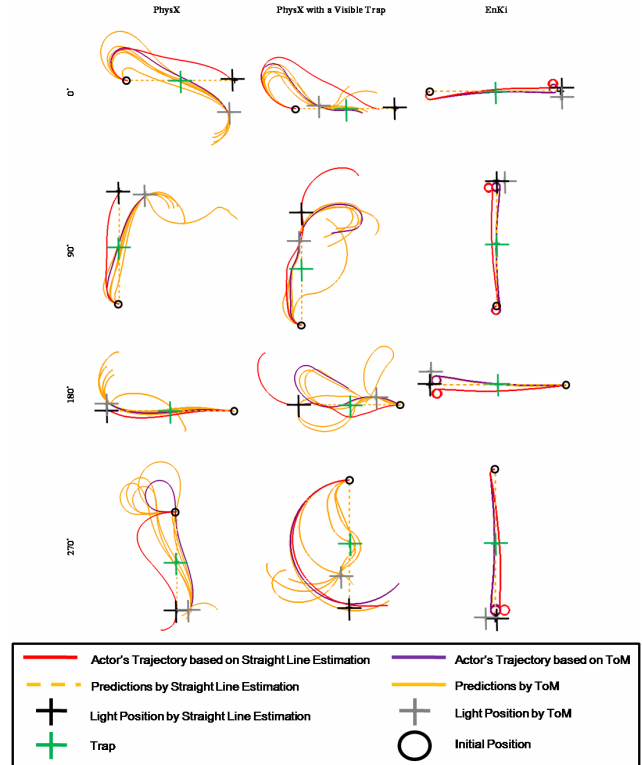 PhysX
PhysX with a Visible Trap
EnKi
0°
90°
180°
270°
Actor's Trajectory based on Straight Line Estimation
Actor's Trajectory based on ToM
Predictions by Straight Line Estimation
Predictions by ToM
Light Position by Straight Line Estimation
Light Position by ToM
Trap
Initial Position